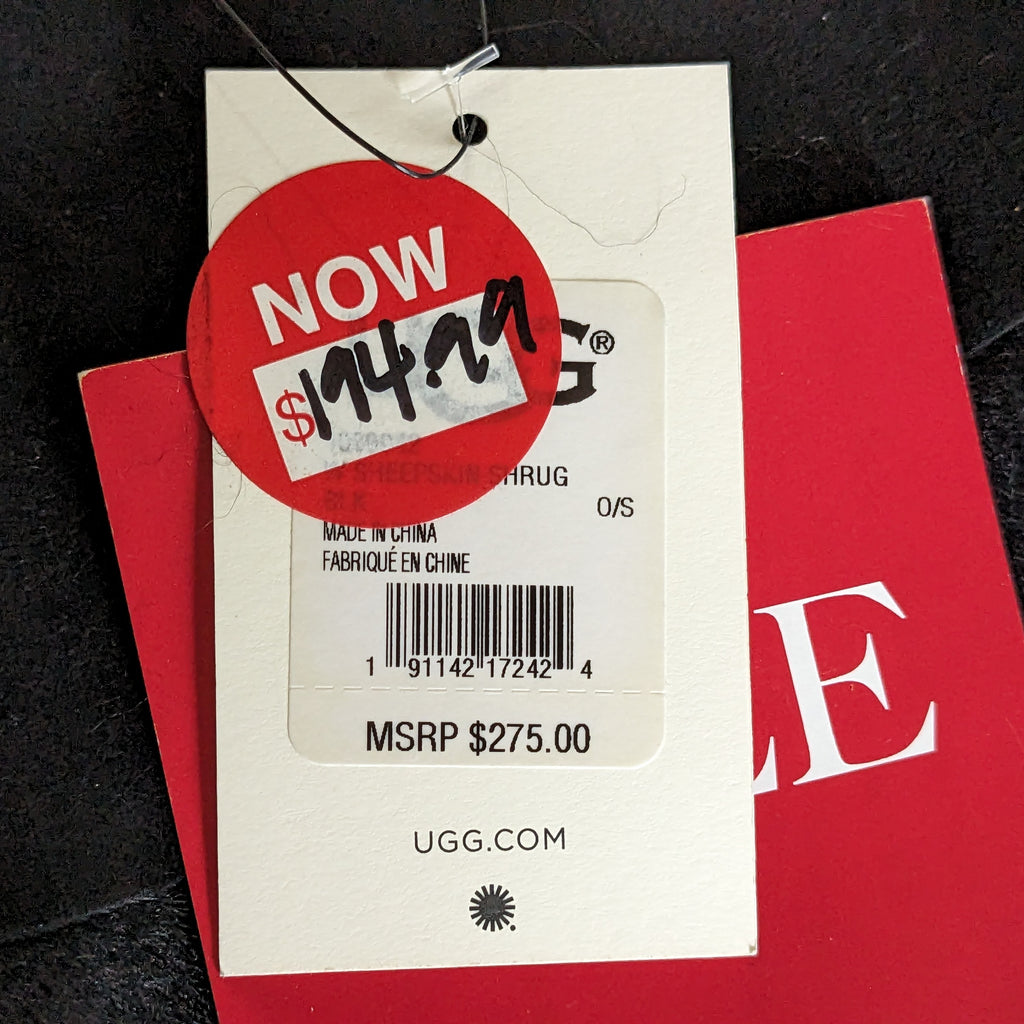 NOW
$194.99
G®
W SHEEPSKIN SHRUG
BLK
O/S
MADE IN CHINA
FABRIQUÉ EN CHINE
1 91142 17242 4
MSRP $275.00
UGG.COM
LE